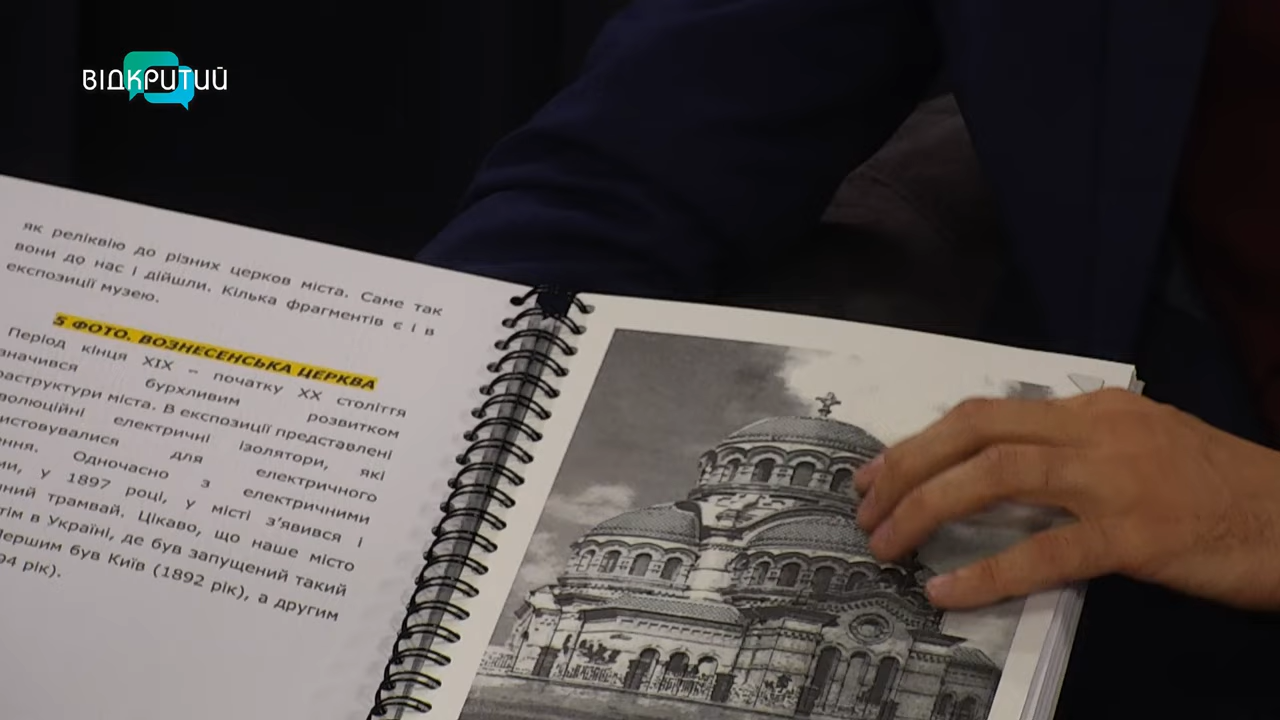 ВІДКРИТИЙ
як реліквію до різних церков міста. Саме так
вони до нас і дійшли. Кілька фрагментів є і в
експозиції музею.
5 ФОТО. ВОЗНЕСЕНСЬКА ЦЕРКВА
Період кінця XIX – початку XX століття
значився бурхливим розвитком
раструктури міста. В експозиції представлені
волюційні електричні ізолятори, які
истовувалися для електричного
ення. Одночасно з електричними
ми, у 1897 році, у місті з’явився і
ний трамвай. Цікаво, що наше місто
тім в Україні, де був запущений такий
Першим був Київ (1892 рік), а другим
94 рік).